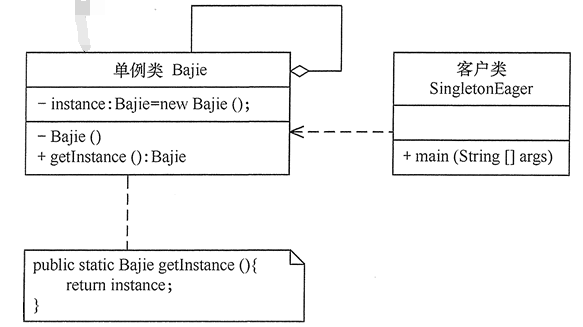 单例类 Bajie
- instance:Bajie=new Bajie();
- Bajie()
+ getInstance():Bajie
客户类
SingletonEager
+ main (String [] args)
public static Bajie getInstance(){
return instance;
}